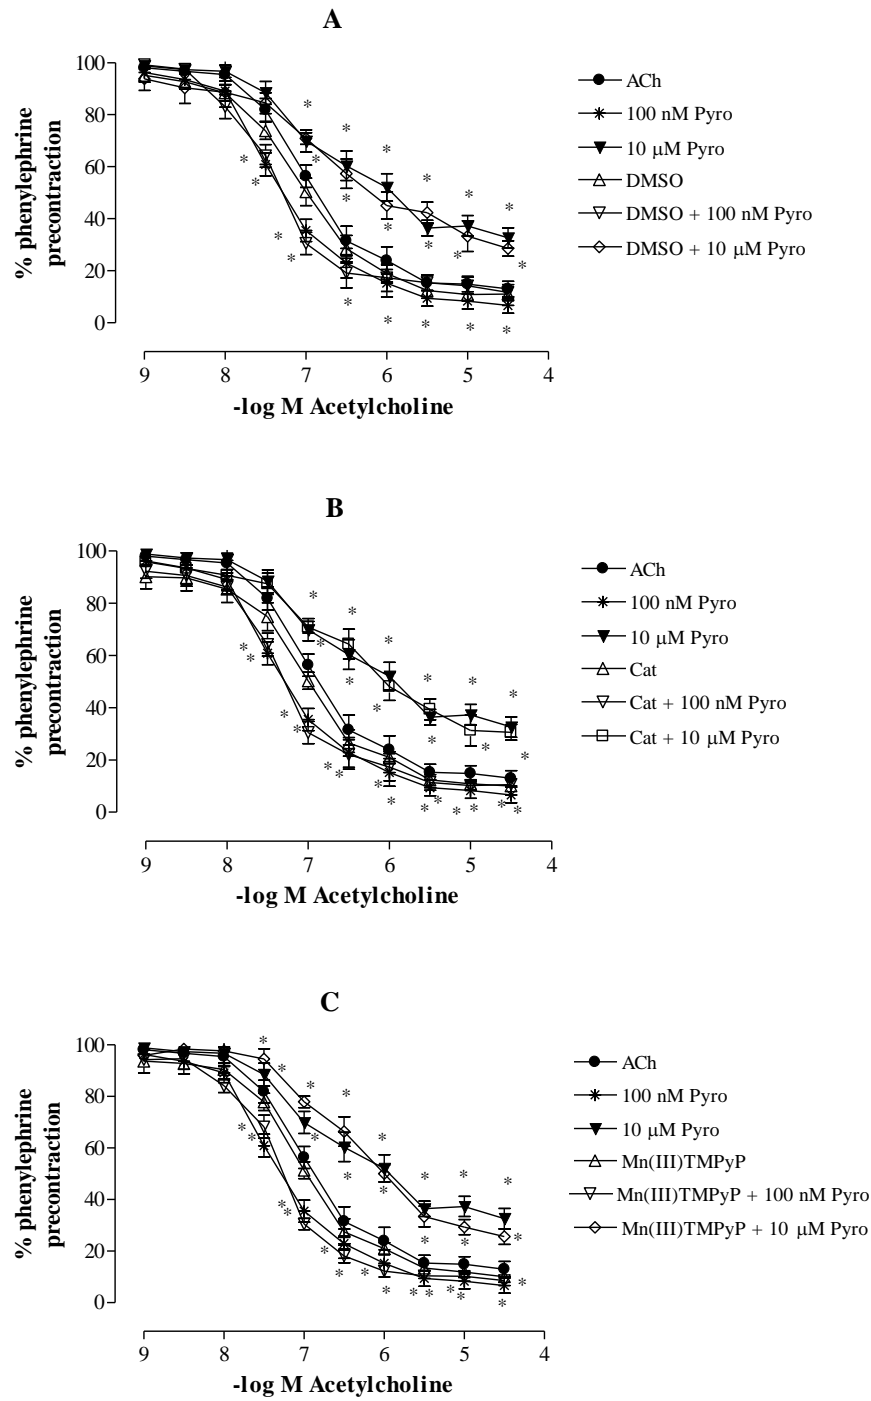 A
% phenylephrine
precontraction
100
80
60
40
20
0
9 8 7 6 5 4
-log M Acetylcholine
ACh
100 nM Pyro
10 μM Pyro
DMSO
DMSO + 100 nM Pyro
DMSO + 10 μM Pyro
* * * * * * * * * * * * * * * * * * * * * *
B
% phenylephrine
precontraction
100
80
60
40
20
0
9 8 7 6 5 4
-log M Acetylcholine
ACh
100 nM Pyro
10 μM Pyro
Cat
Cat + 100 nM Pyro
Cat + 10 μM Pyro
* * * * * * * * * * * * * * * * * * * * * * * * * *
C
% phenylephrine
precontraction
100
80
60
40
20
0
9 8 7 6 5 4
-log M Acetylcholine
ACh
100 nM Pyro
10 μM Pyro
Mn(III)TMPyP
Mn(III)TMPyP + 100 nM Pyro
Mn(III)TMPyP + 10 μM Pyro
* * * * * * * * * * * * * * * * * * * * * * * * * * * *